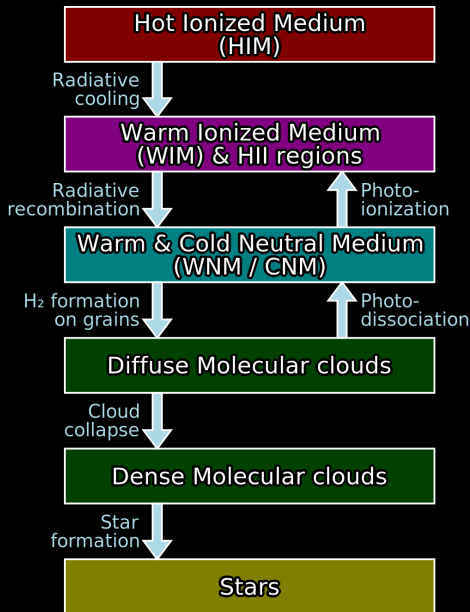 Hot Ionized Medium
(HIM)
Radiative
cooling
Warm Ionized Medium
(WIM) & HII regions
Radiative
recombination
Photo-
ionization
Warm & Cold Neutral Medium
(WNM / CNM)
H₂ formation
on grains
Photo-
dissociation
Diffuse Molecular clouds
Cloud
collapse
Dense Molecular clouds
Star
formation
Stars